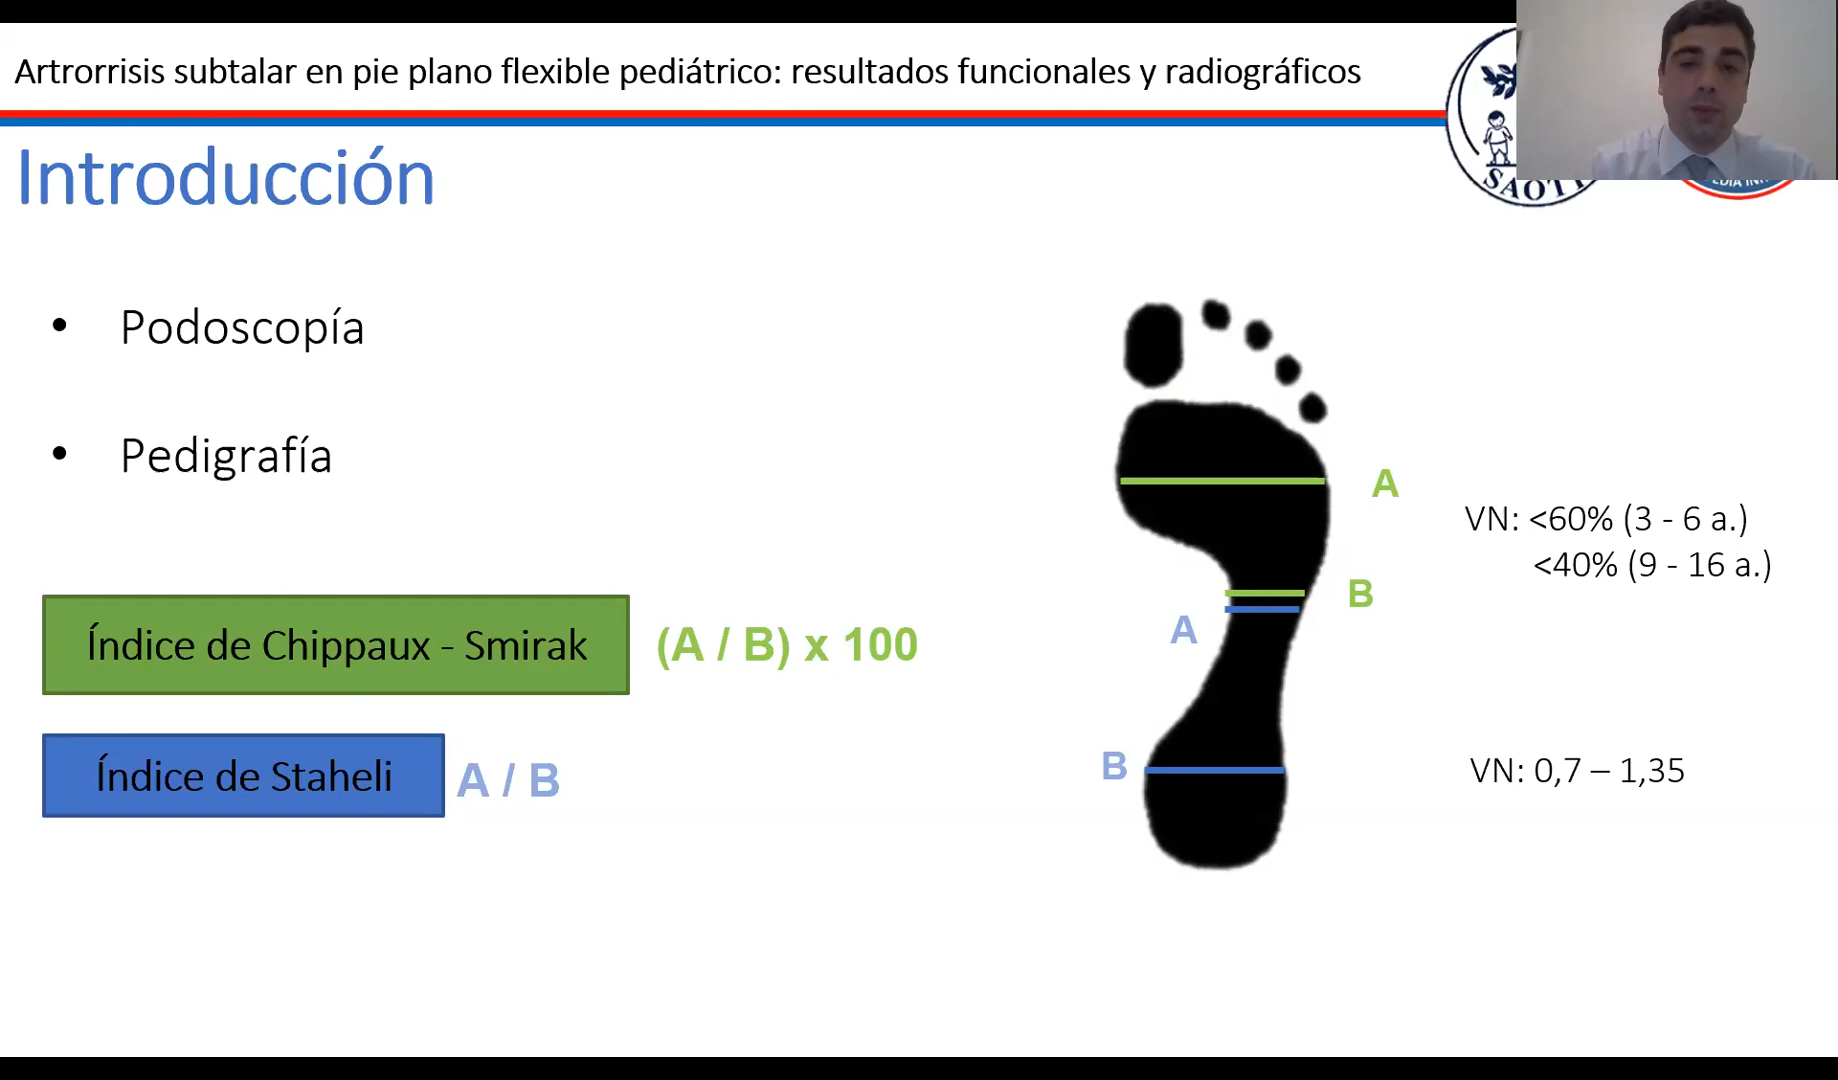 Artrorrisis subtalar en pie plano flexible pediátrico: resultados funcionales y radiográficos
Introducción
SAOTI
• Podoscopía
• Pedigrafía
A
VN: <60% (3 - 6 a.)
<40% (9 - 16 a.)
B
A
Índice de Chippaux - Smirak (A / B) x 100
Índice de Staheli A / B
B
VN: 0,7 – 1,35